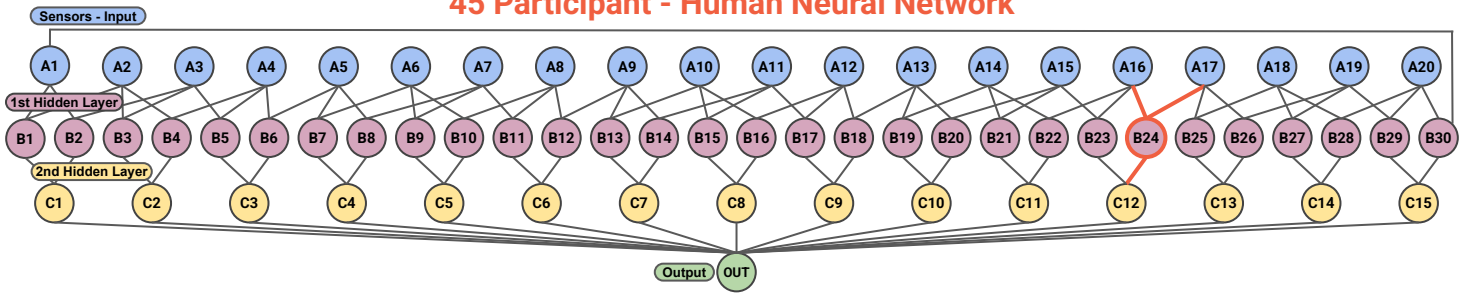 45 Participant - Human Neural Network
Sensors - Input
A1 A2 A3 A4 A5 A6 A7 A8 A9 A10 A11 A12 A13 A14 A15 A16 A17 A18 A19 A20
1st Hidden Layer
B1 B2 B3 B4 B5 B6 B7 B8 B9 B10 B11 B12 B13 B14 B15 B16 B17 B18 B19 B20 B21 B22 B23 B24 B25 B26 B27 B28 B29 B30
2nd Hidden Layer
C1 C2 C3 C4 C5 C6 C7 C8 C9 C10 C11 C12 C13 C14 C15
Output OUT